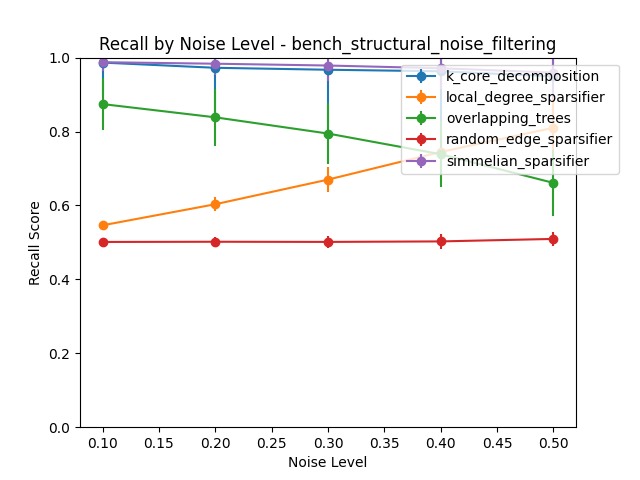 Recall by Noise Level - bench_structural_noise_filtering
1.0
0.8
0.6
0.4
0.2
0.0
Recall Score
k_core_decomposition
local_degree_sparsifier
overlapping_trees
random_edge_sparsifier
simmelian_sparsifier
0.10 0.15 0.20 0.25 0.30 0.35 0.40 0.45 0.50
Noise Level